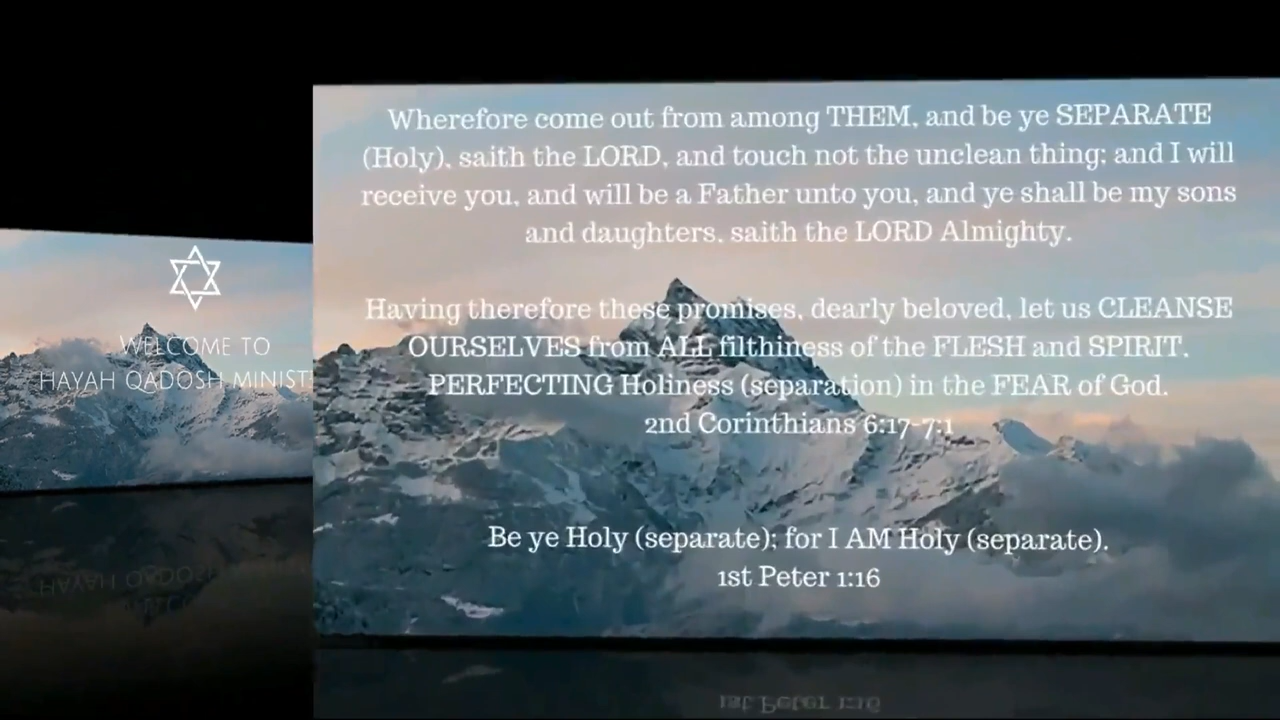 WELCOME TO
HAYAH QADOSH
Wherefore come out from among THEM, and be ye SEPARATE
(Holy), saith the LORD, and touch not the unclean thing; and I will
receive you, and will be a Father unto you, and ye shall be my sons
and daughters, saith the LORD Almighty.
Having therefore these promises, dearly beloved, let us CLEANSE
OURSELVES from ALL filthiness of the FLESH and SPIRIT,
PERFECTING Holiness (separation) in the FEAR of God.
2nd Corinthians 6:17-7:1
Be ye Holy (separate); for I AM Holy (separate).
1st Peter 1:16